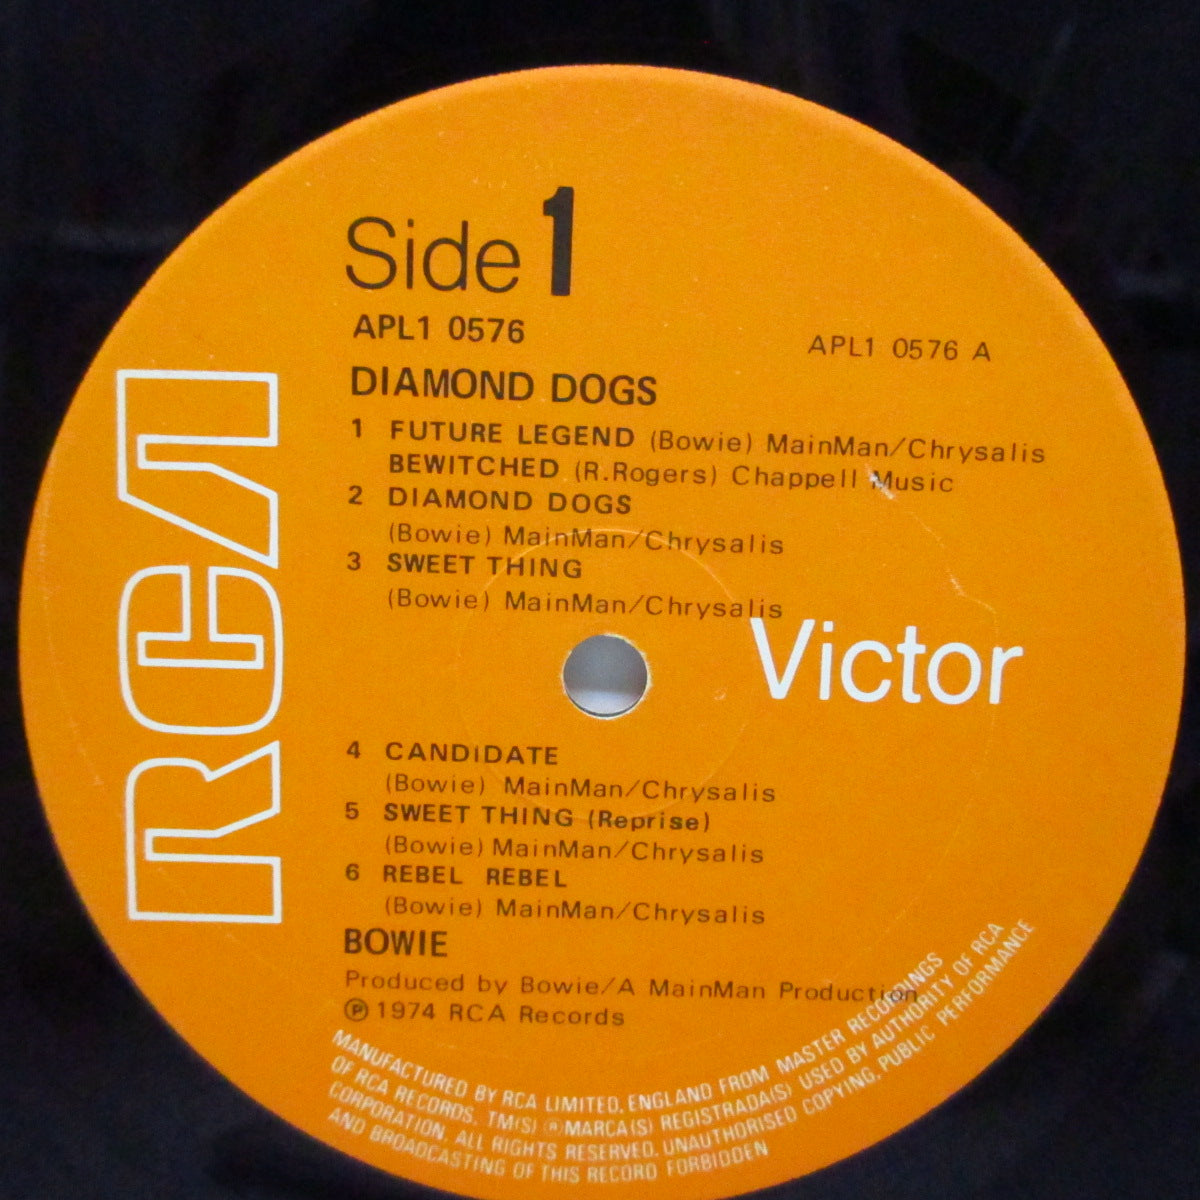 Side 1
APL1 0576
APL1 0576 A
DIAMOND DOGS
1 FUTURE LEGEND (Bowie) MainMan/Chrysalis
BEWITCHED (R.Rogers) Chappell Music
2 DIAMOND DOGS
(Bowie) MainMan/Chrysalis
3 SWEET THING
(Bowie) MainMan/Chrysalis
RCA
Victor
4 CANDIDATE
(Bowie) MainMan/Chrysalis
5 SWEET THING (Reprise)
(Bowie) MainMan/Chrysalis
6 REBEL REBEL
(Bowie) MainMan/Chrysalis
BOWIE
Produced by Bowie/A MainMan Production
℗ 1974 RCA Records
MANUFACTURED BY RCA LIMITED, ENGLAND FROM MASTER RECORDINGS
OF RCA RECORDS. TM(S) ® MARCA(S) REGISTRADA(S) USED BY AUTHORITY OF RCA
CORPORATION. ALL RIGHTS RESERVED. UNAUTHORISED COPYING, PUBLIC PERFORMANCE
AND BROADCASTING OF THIS RECORD FORBIDDEN